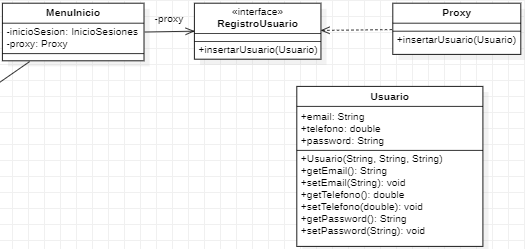 MenuInicio
-inicioSesion: InicioSesiones
-proxy: Proxy
-proxy
«interface»
RegistroUsuario
+insertarUsuario(Usuario)
Proxy
+insertarUsuario(Usuario)
Usuario
+email: String
+telefono: double
+password: String
+Usuario(String, String, String)
+getEmail(): String
+setEmail(String): void
+getTelefono(): double
+setTelefono(double): void
+getPassword(): String
+setPassword(String): void